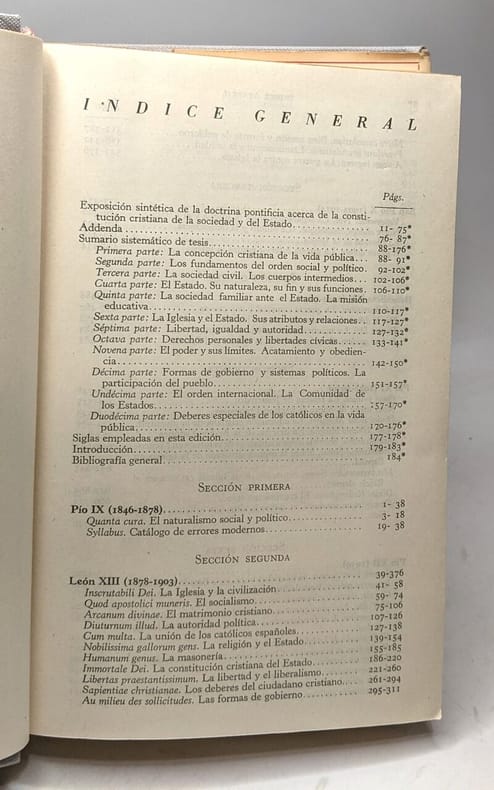 INDICE GENERAL
Págs.
Exposición sintética de la doctrina pontificia acerca de la consti-
tución cristiana de la sociedad y del Estado.................... 11- 75*
Addenda.................... 76- 87*
Sumario sistemático de tesis.................... 88-176*
Primera parte: La concepción cristiana de la vida pública... 88- 91*
Segunda parte: Los fundamentos del orden social y político. 92-102*
Tercera parte: La sociedad civil. Los cuerpos intermedios... 102-106*
Cuarta parte: El Estado. Su naturaleza, su fin y sus funciones. 106-110*
Quinta parte: La sociedad familiar ante el Estado. La misión
educativa.................... 110-117*
Sexta parte: La Iglesia y el Estado. Sus atributos y relaciones.. 117-127*
Séptima parte: Libertad, igualdad y autoridad.................... 127-132*
Octava parte: Derechos personales y libertades cívicas.......... 133-141*
Novena parte: El poder y sus límites. Acatamiento y obedien-
cia.................... 142-150*
Décima parte: Formas de gobierno y sistemas políticos. La
participación del pueblo.................... 151-157*
Undécima parte: El orden internacional. La Comunidad de
los Estados.................... 157-170*
Duodécima parte: Deberes especiales de los católicos en la vida
pública.................... 170-176*
Siglas empleadas en esta edición.................... 177-178*
Introducción.................... 179-183*
Bibliografía general.................... 184*
SECCIÓN PRIMERA
Pío IX (1846-1878).................... 1- 38
Quanta cura. El naturalismo social y político.................... 3- 18
Syllabus. Catálogo de errores modernos.................... 19- 38
SECCIÓN SEGUNDA
León XIII (1878-1903).................... 39-376
Inscrutabili Dei. La Iglesia y la civilización.................... 41- 58
Quod apostolici muneris. El socialismo.................... 59- 74
Arcanum divinae. El matrimonio cristiano.................... 75-106
Diuturnum illud. La autoridad política.................... 107-126
Cum multa. La unión de los católicos españoles.................... 127-138
Nobilissima gallorum gens. La religión y el Estado.................... 139-154
Humanum genus. La masonería.................... 155-185
Immortale Dei. La constitución cristiana del Estado.................... 186-220
Libertas praestantissimum. La libertad y el liberalismo.......... 221-260
Sapientiae christianae. Los deberes del ciudadano cristiano.... 261-294
Au milieu des sollicitudes. Las formas de gobierno.................... 295-311